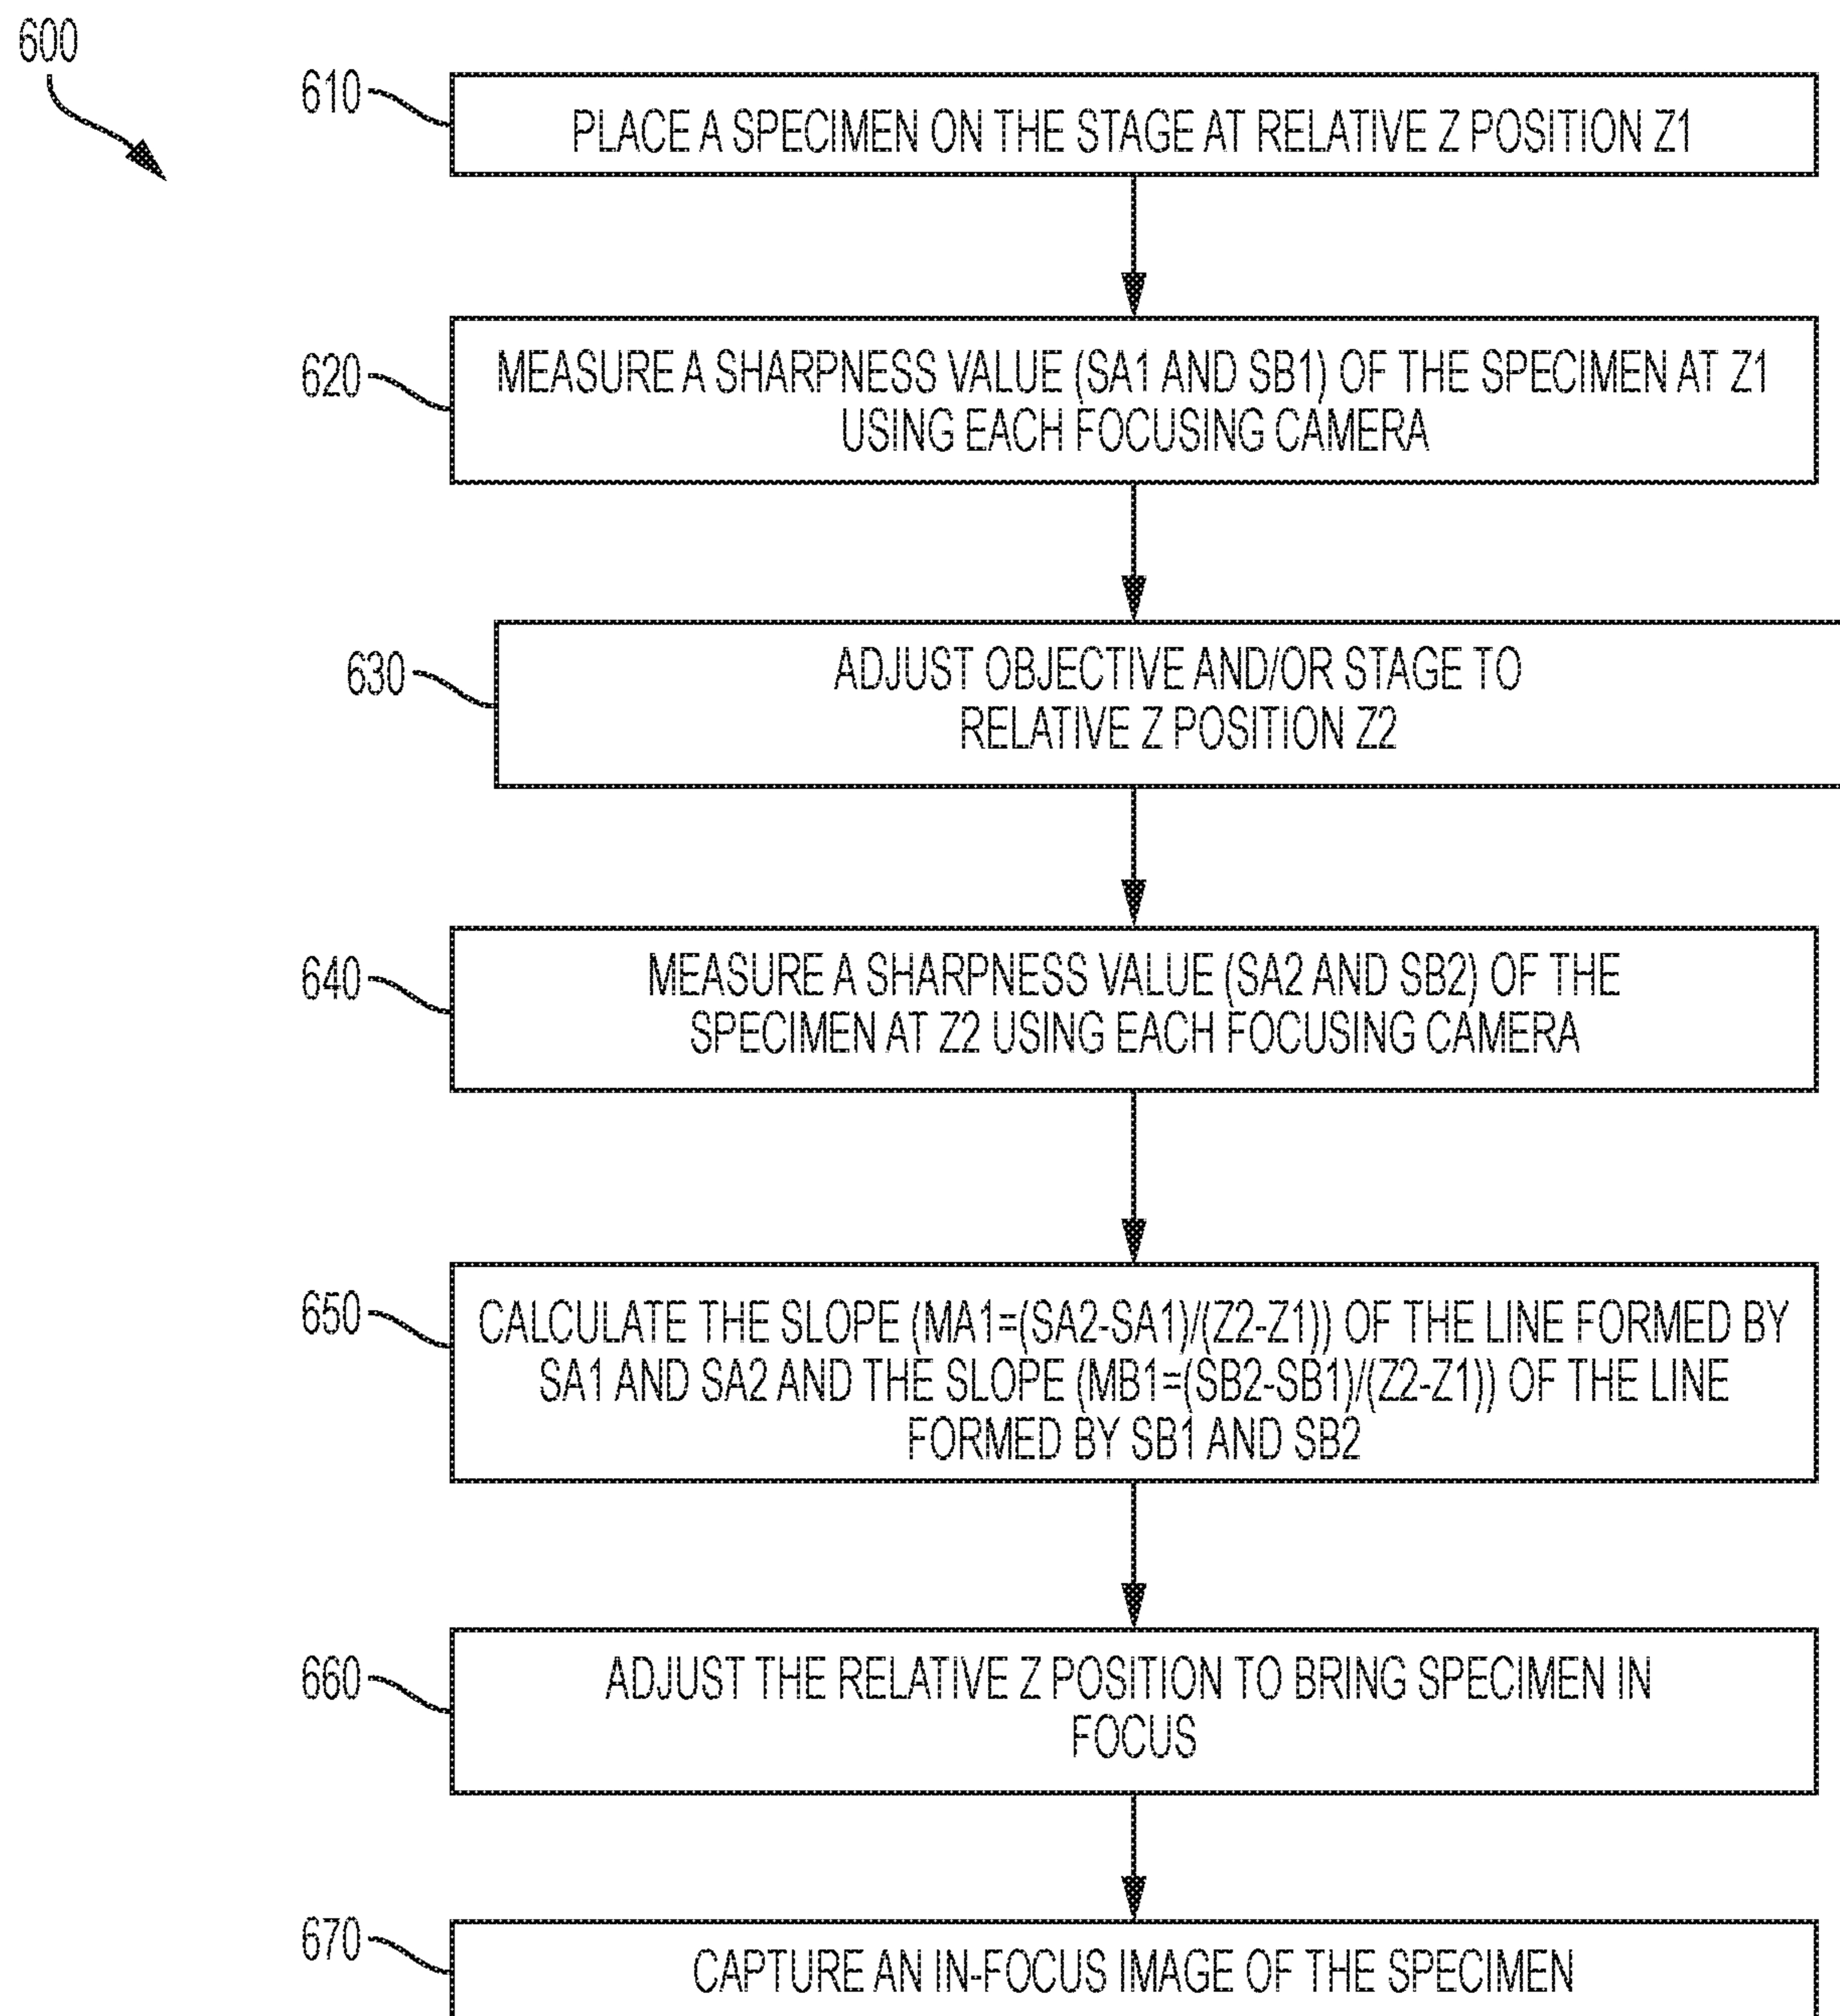 600
610
PLACE A SPECIMEN ON THE STAGE AT RELATIVE Z POSITION Z1
620
MEASURE A SHARPNESS VALUE (SA1 AND SB1) OF THE SPECIMEN AT Z1
USING EACH FOCUSING CAMERA
630
ADJUST OBJECTIVE AND/OR STAGE TO
RELATIVE Z POSITION Z2
640
MEASURE A SHARPNESS VALUE (SA2 AND SB2) OF THE
SPECIMEN AT Z2 USING EACH FOCUSING CAMERA
650
CALCULATE THE SLOPE (MA1=(SA2-SA1)/(Z2-Z1)) OF THE LINE FORMED BY
SA1 AND SA2 AND THE SLOPE (MB1=(SB2-SB1)/(Z2-Z1)) OF THE LINE
FORMED BY SB1 AND SB2
660
ADJUST THE RELATIVE Z POSITION TO BRING SPECIMEN IN
FOCUS
670
CAPTURE AN IN-FOCUS IMAGE OF THE SPECIMEN